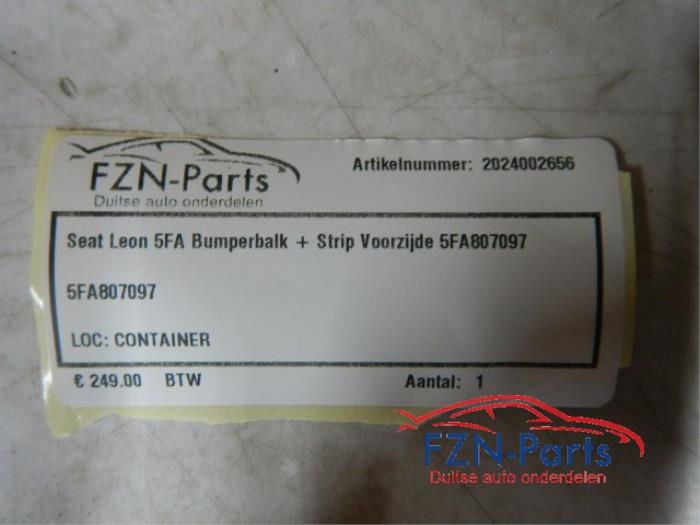 FZN-Parts
Duitse auto onderdelen
Artikelnummer: 2024002656
Seat Leon 5FA Bumperbalk + Strip Voorzijde 5FA807097
5FA807097
LOC: CONTAINER
€ 249.00 BTW Aantal: 1
FZN-Parts
Duitse auto onderdelen